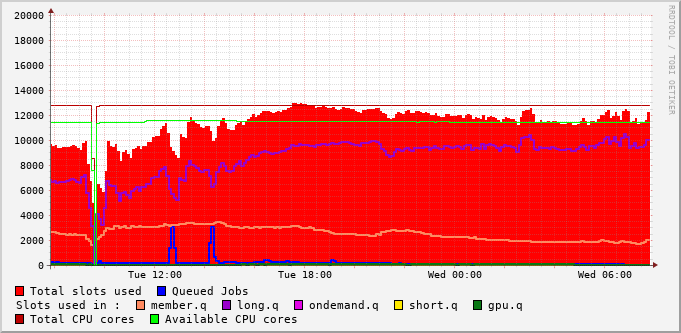 20000
18000
16000
14000
12000
10000
8000
6000
4000
2000
0
Tue 12:00 Tue 18:00 Wed 00:00 Wed 06:00
Total slots used Queued Jobs
Slots used in : member.q long.q ondemand.q short.q gpu.q
Total CPU cores Available CPU cores
RRDTOOL / TOBI OETIKER